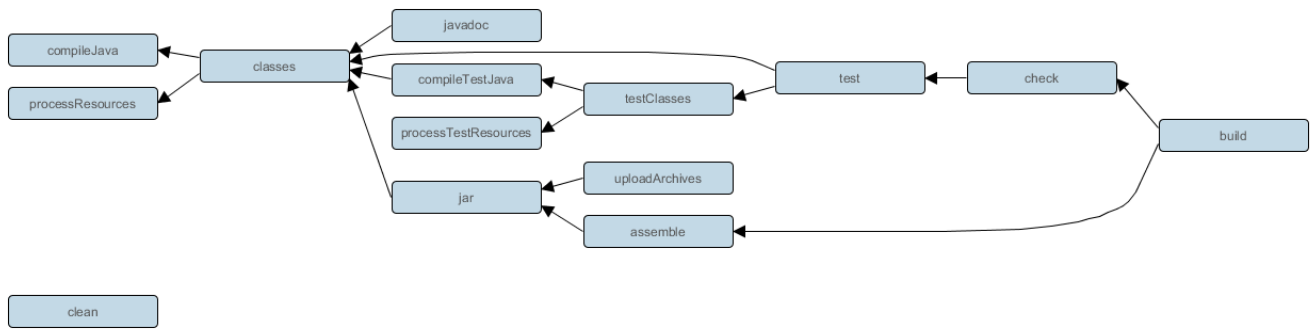 compileJava
processResources
classes
javadoc
compileTestJava
processTestResources
jar
testClasses
uploadArchives
assemble
test
check
build
clean